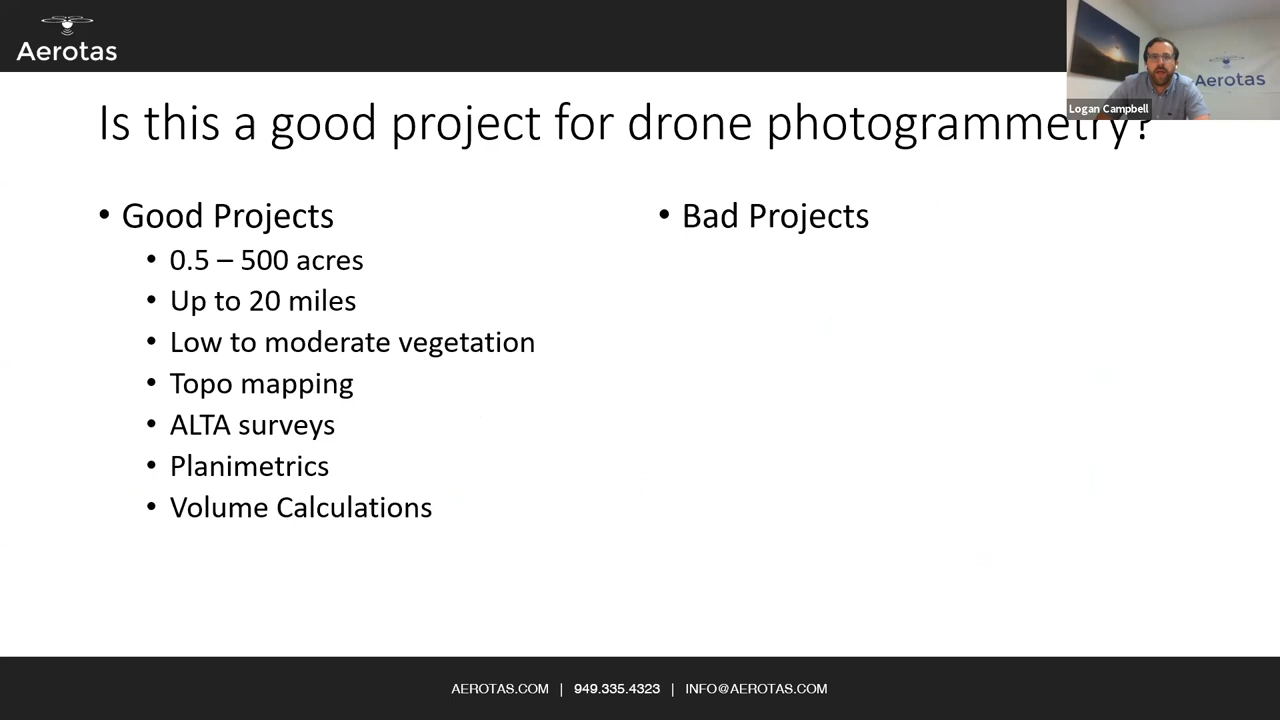 Aerotas
Aerotas
Logan Campbell
Is this a good project for drone photogrammetry?
• Good Projects
• 0.5 – 500 acres
• Up to 20 miles
• Low to moderate vegetation
• Topo mapping
• ALTA surveys
• Planimetrics
• Volume Calculations
• Bad Projects
AEROTAS.COM | 949.335.4323 | INFO@AEROTAS.COM